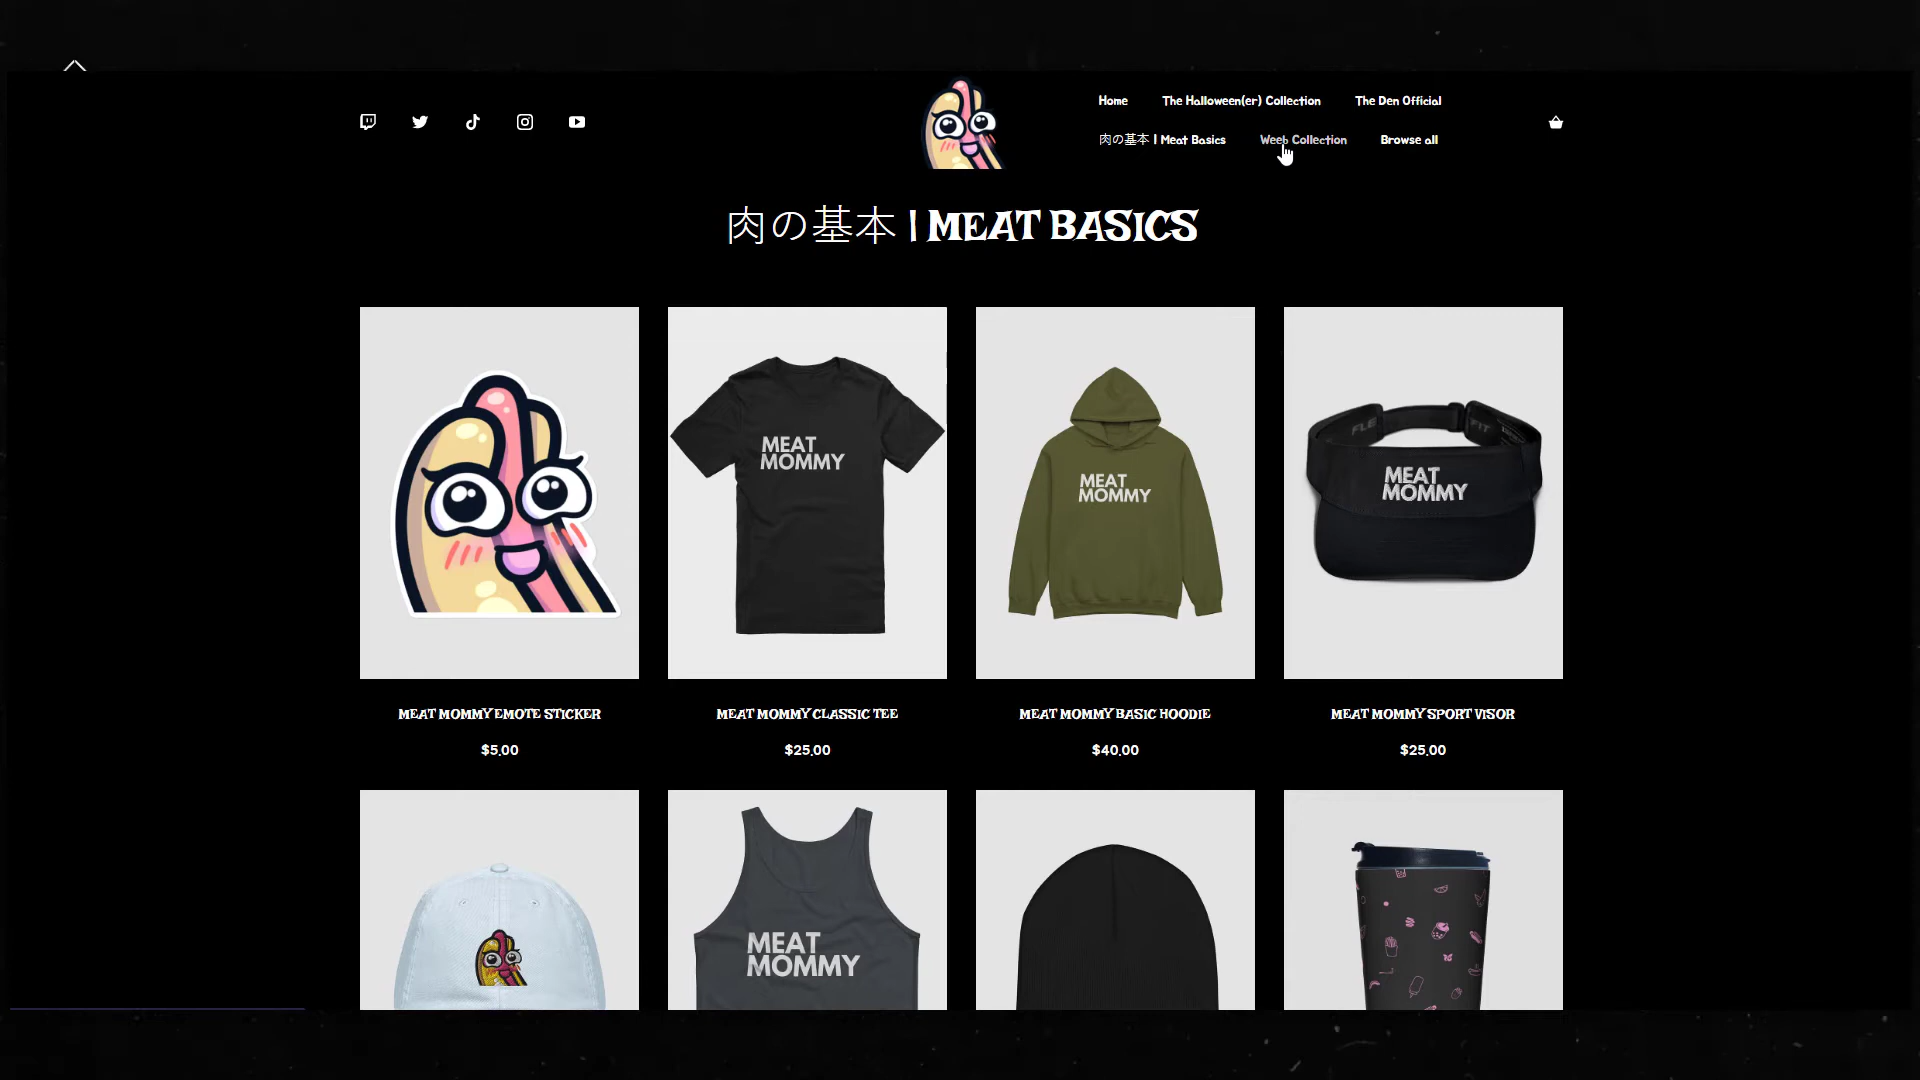 Home The Halloween(er) Collection The Den Official
肉の基本 | Meat Basics Weeb Collection Browse all
肉の基本 | MEAT BASICS
MEAT
MOMMY
MEAT
MOMMY
FLE FIT
MEAT
MOMMY
MEAT MOMMY EMOTE STICKER
$5.00
MEAT MOMMY CLASSIC TEE
$25.00
MEAT MOMMY BASIC HOODIE
$40.00
MEAT MOMMY SPORT VISOR
$25.00
MEAT
MOMMY